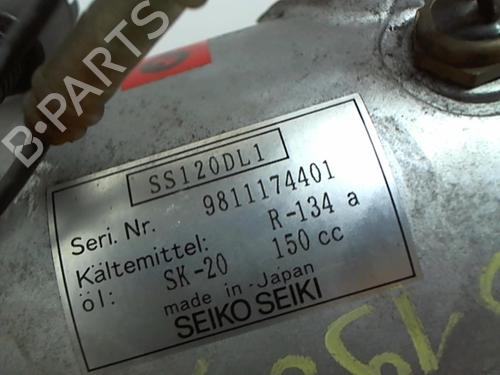 B-PARTS
SS120DL1
Seri. Nr. 9811174401
Kältemittel: R-134 a
öl: SK-20 150 cc
made in Japan
SEIKO SEIKI